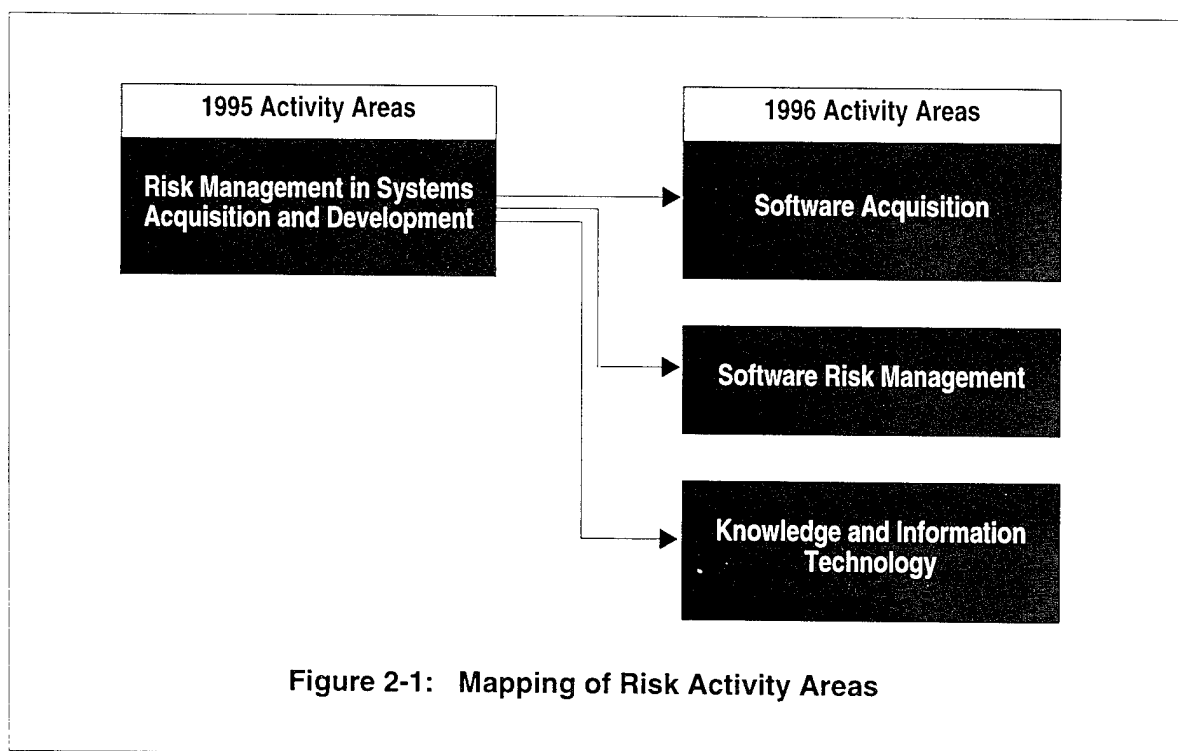 1995 Activity Areas
Risk Management in Systems
Acquisition and Development
1996 Activity Areas
Software Acquisition
Software Risk Management
Knowledge and Information
Technology
Figure 2-1: Mapping of Risk Activity Areas